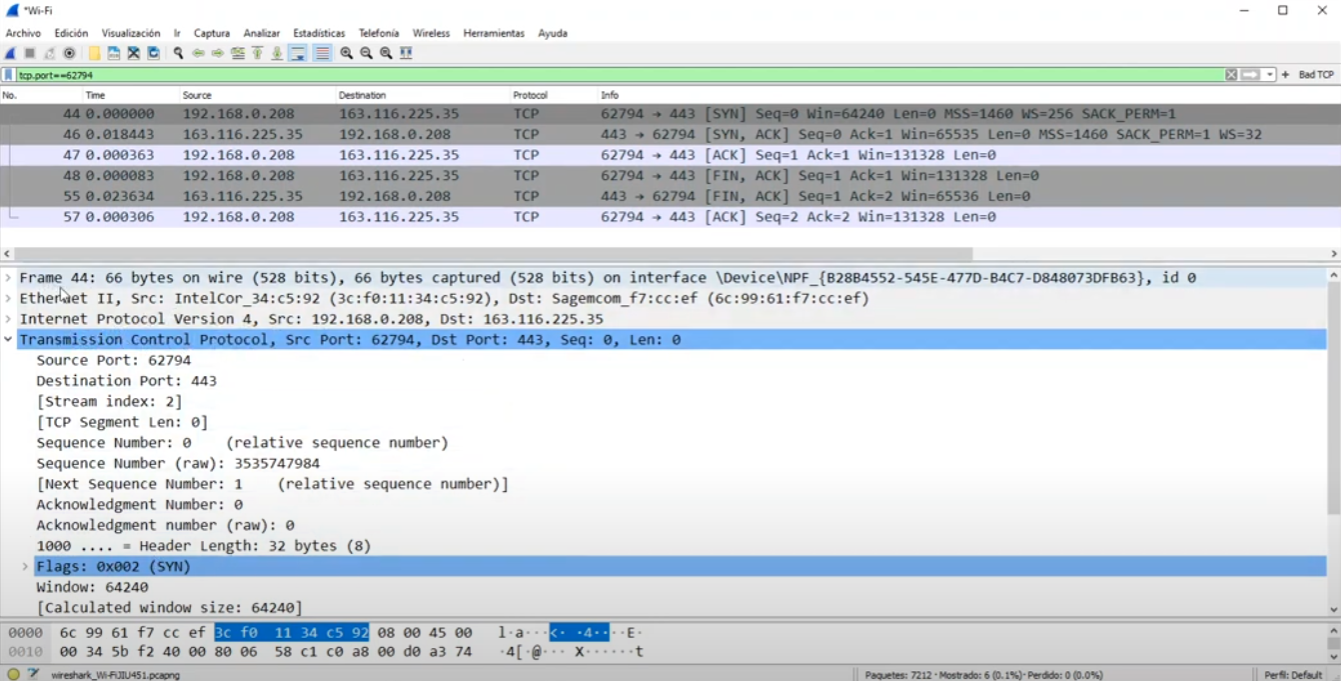 *Wi-Fi
Archivo Edición Visualización Ir Captura Analizar Estadísticas Telefonía Wireless Herramientas Ayuda
tcp.port==62794 + Bad TCP
No. Time Source Destination Protocol Info
44 0.000000 192.168.0.208 163.116.225.35 TCP 62794 → 443 [SYN] Seq=0 Win=64240 Len=0 MSS=1460 WS=256 SACK_PERM=1
46 0.018443 163.116.225.35 192.168.0.208 TCP 443 → 62794 [SYN, ACK] Seq=0 Ack=1 Win=65535 Len=0 MSS=1460 SACK_PERM=1 WS=32
47 0.000363 192.168.0.208 163.116.225.35 TCP 62794 → 443 [ACK] Seq=1 Ack=1 Win=131328 Len=0
48 0.000083 192.168.0.208 163.116.225.35 TCP 62794 → 443 [FIN, ACK] Seq=1 Ack=1 Win=131328 Len=0
55 0.023634 163.116.225.35 192.168.0.208 TCP 443 → 62794 [FIN, ACK] Seq=1 Ack=2 Win=65536 Len=0
57 0.000306 192.168.0.208 163.116.225.35 TCP 62794 → 443 [ACK] Seq=2 Ack=2 Win=131328 Len=0
Frame 44: 66 bytes on wire (528 bits), 66 bytes captured (528 bits) on interface \Device\NPF_{B28B4552-545E-477D-B4C7-D848073DFB63}, id 0
Ethernet II, Src: IntelCor_34:c5:92 (3c:f0:11:34:c5:92), Dst: Sagemcom_f7:cc:ef (6c:99:61:f7:cc:ef)
Internet Protocol Version 4, Src: 192.168.0.208, Dst: 163.116.225.35
Transmission Control Protocol, Src Port: 62794, Dst Port: 443, Seq: 0, Len: 0
Source Port: 62794
Destination Port: 443
[Stream index: 2]
[TCP Segment Len: 0]
Sequence Number: 0 (relative sequence number)
Sequence Number (raw): 3535747984
[Next Sequence Number: 1 (relative sequence number)]
Acknowledgment Number: 0
Acknowledgment number (raw): 0
1000 .... = Header Length: 32 bytes (8)
Flags: 0x002 (SYN)
Window: 64240
[Calculated window size: 64240]
0000 6c 99 61 f7 cc ef 3c f0 11 34 c5 92 08 00 45 00 l·a···<· ·4····E·
0010 00 34 5b f2 40 00 80 06 58 c1 c0 a8 00 d0 a3 74 ·4[·@··· X······t
wireshark_Wi-FiJIU451.pcapng Paquetes: 7212 · Mostrado: 6 (0.1%) · Perdido: 0 (0.0%) Perfil: Default